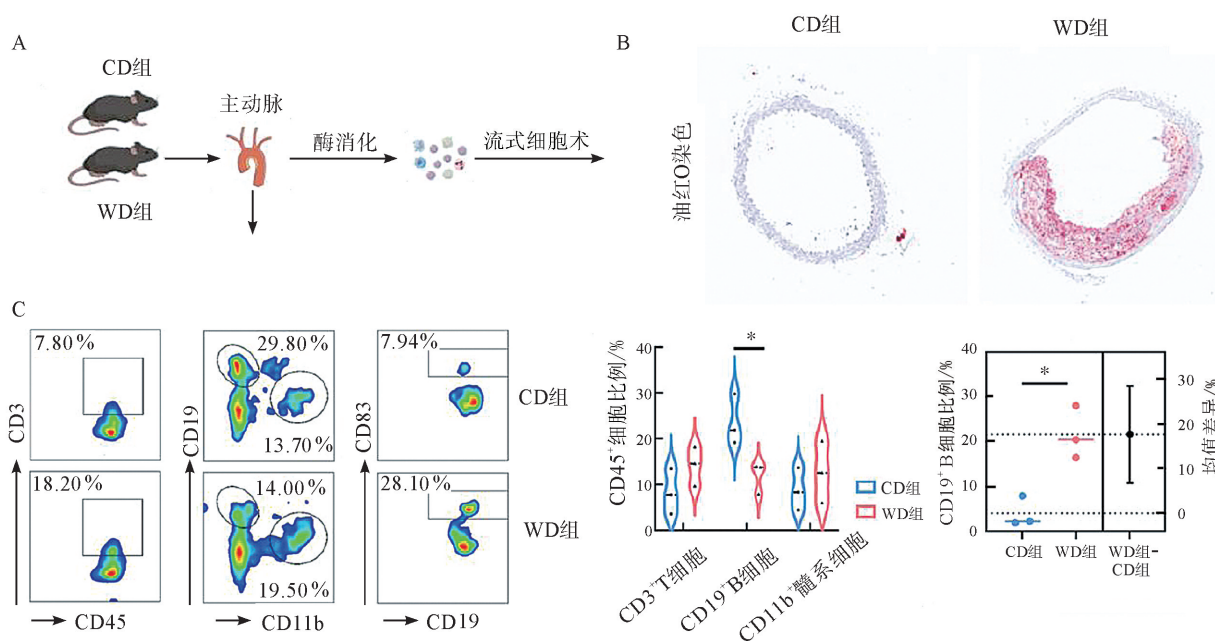 A
CD组
WD组
主动脉
酶消化
流式细胞术
B
CD组
WD组
油红O染色
C
7.80%
29.80%
13.70%
7.94%
CD组
CD3
CD19
CD83
18.20%
14.00%
19.50%
28.10%
WD组
CD45
CD11b
CD19
CD45⁺细胞比例/%
40
30
20
10
0
*
CD3⁺T细胞
CD19⁺B细胞
CD11b⁺髓系细胞
CD组
WD组
CD19⁺B细胞比例/%
40
30
20
10
0
*
CD组
WD组
WD组-
CD组
30
20
10
0
均值差异/%